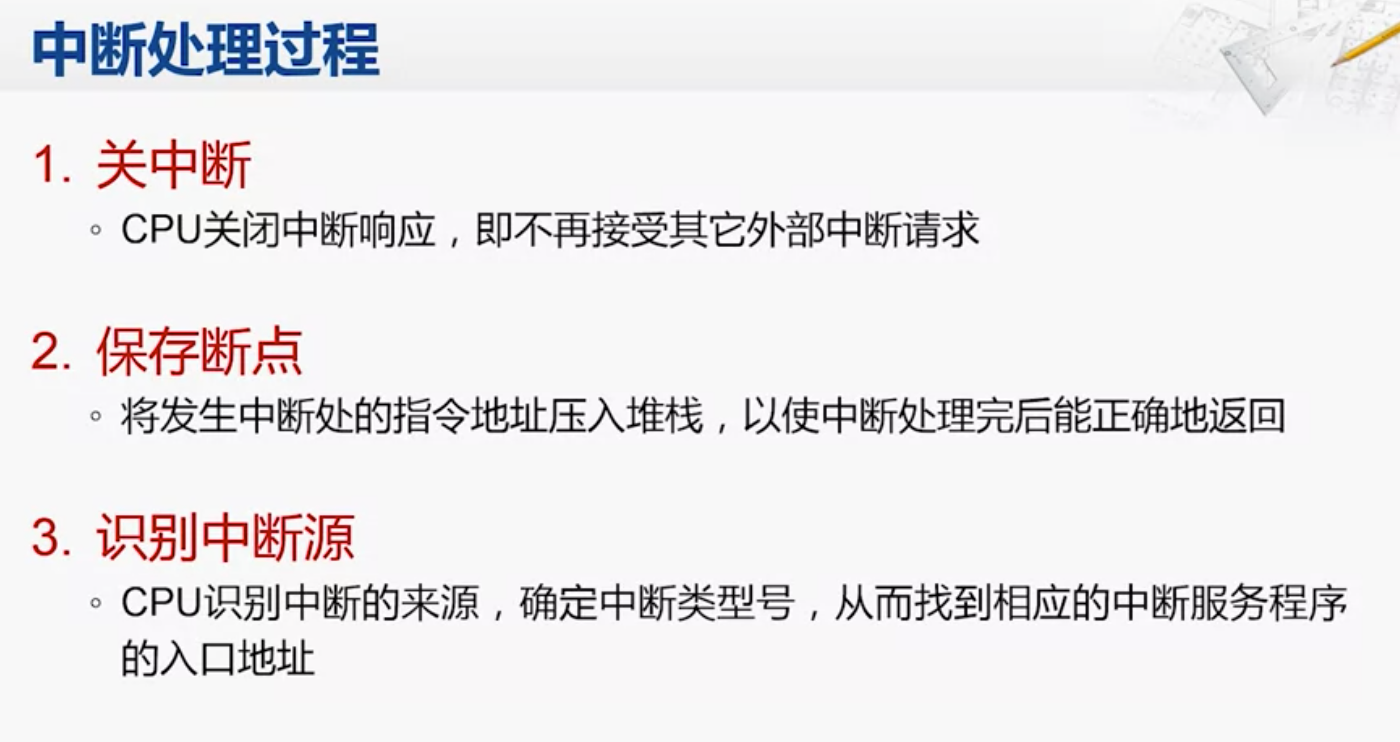 中断处理过程
1. 关中断
◦ CPU关闭中断响应，即不再接受其它外部中断请求
2. 保存断点
◦ 将发生中断处的指令地址压入堆栈，以使中断处理完后能正确地返回
3. 识别中断源
◦ CPU识别中断的来源，确定中断类型号，从而找到相应的中断服务程序
的入口地址